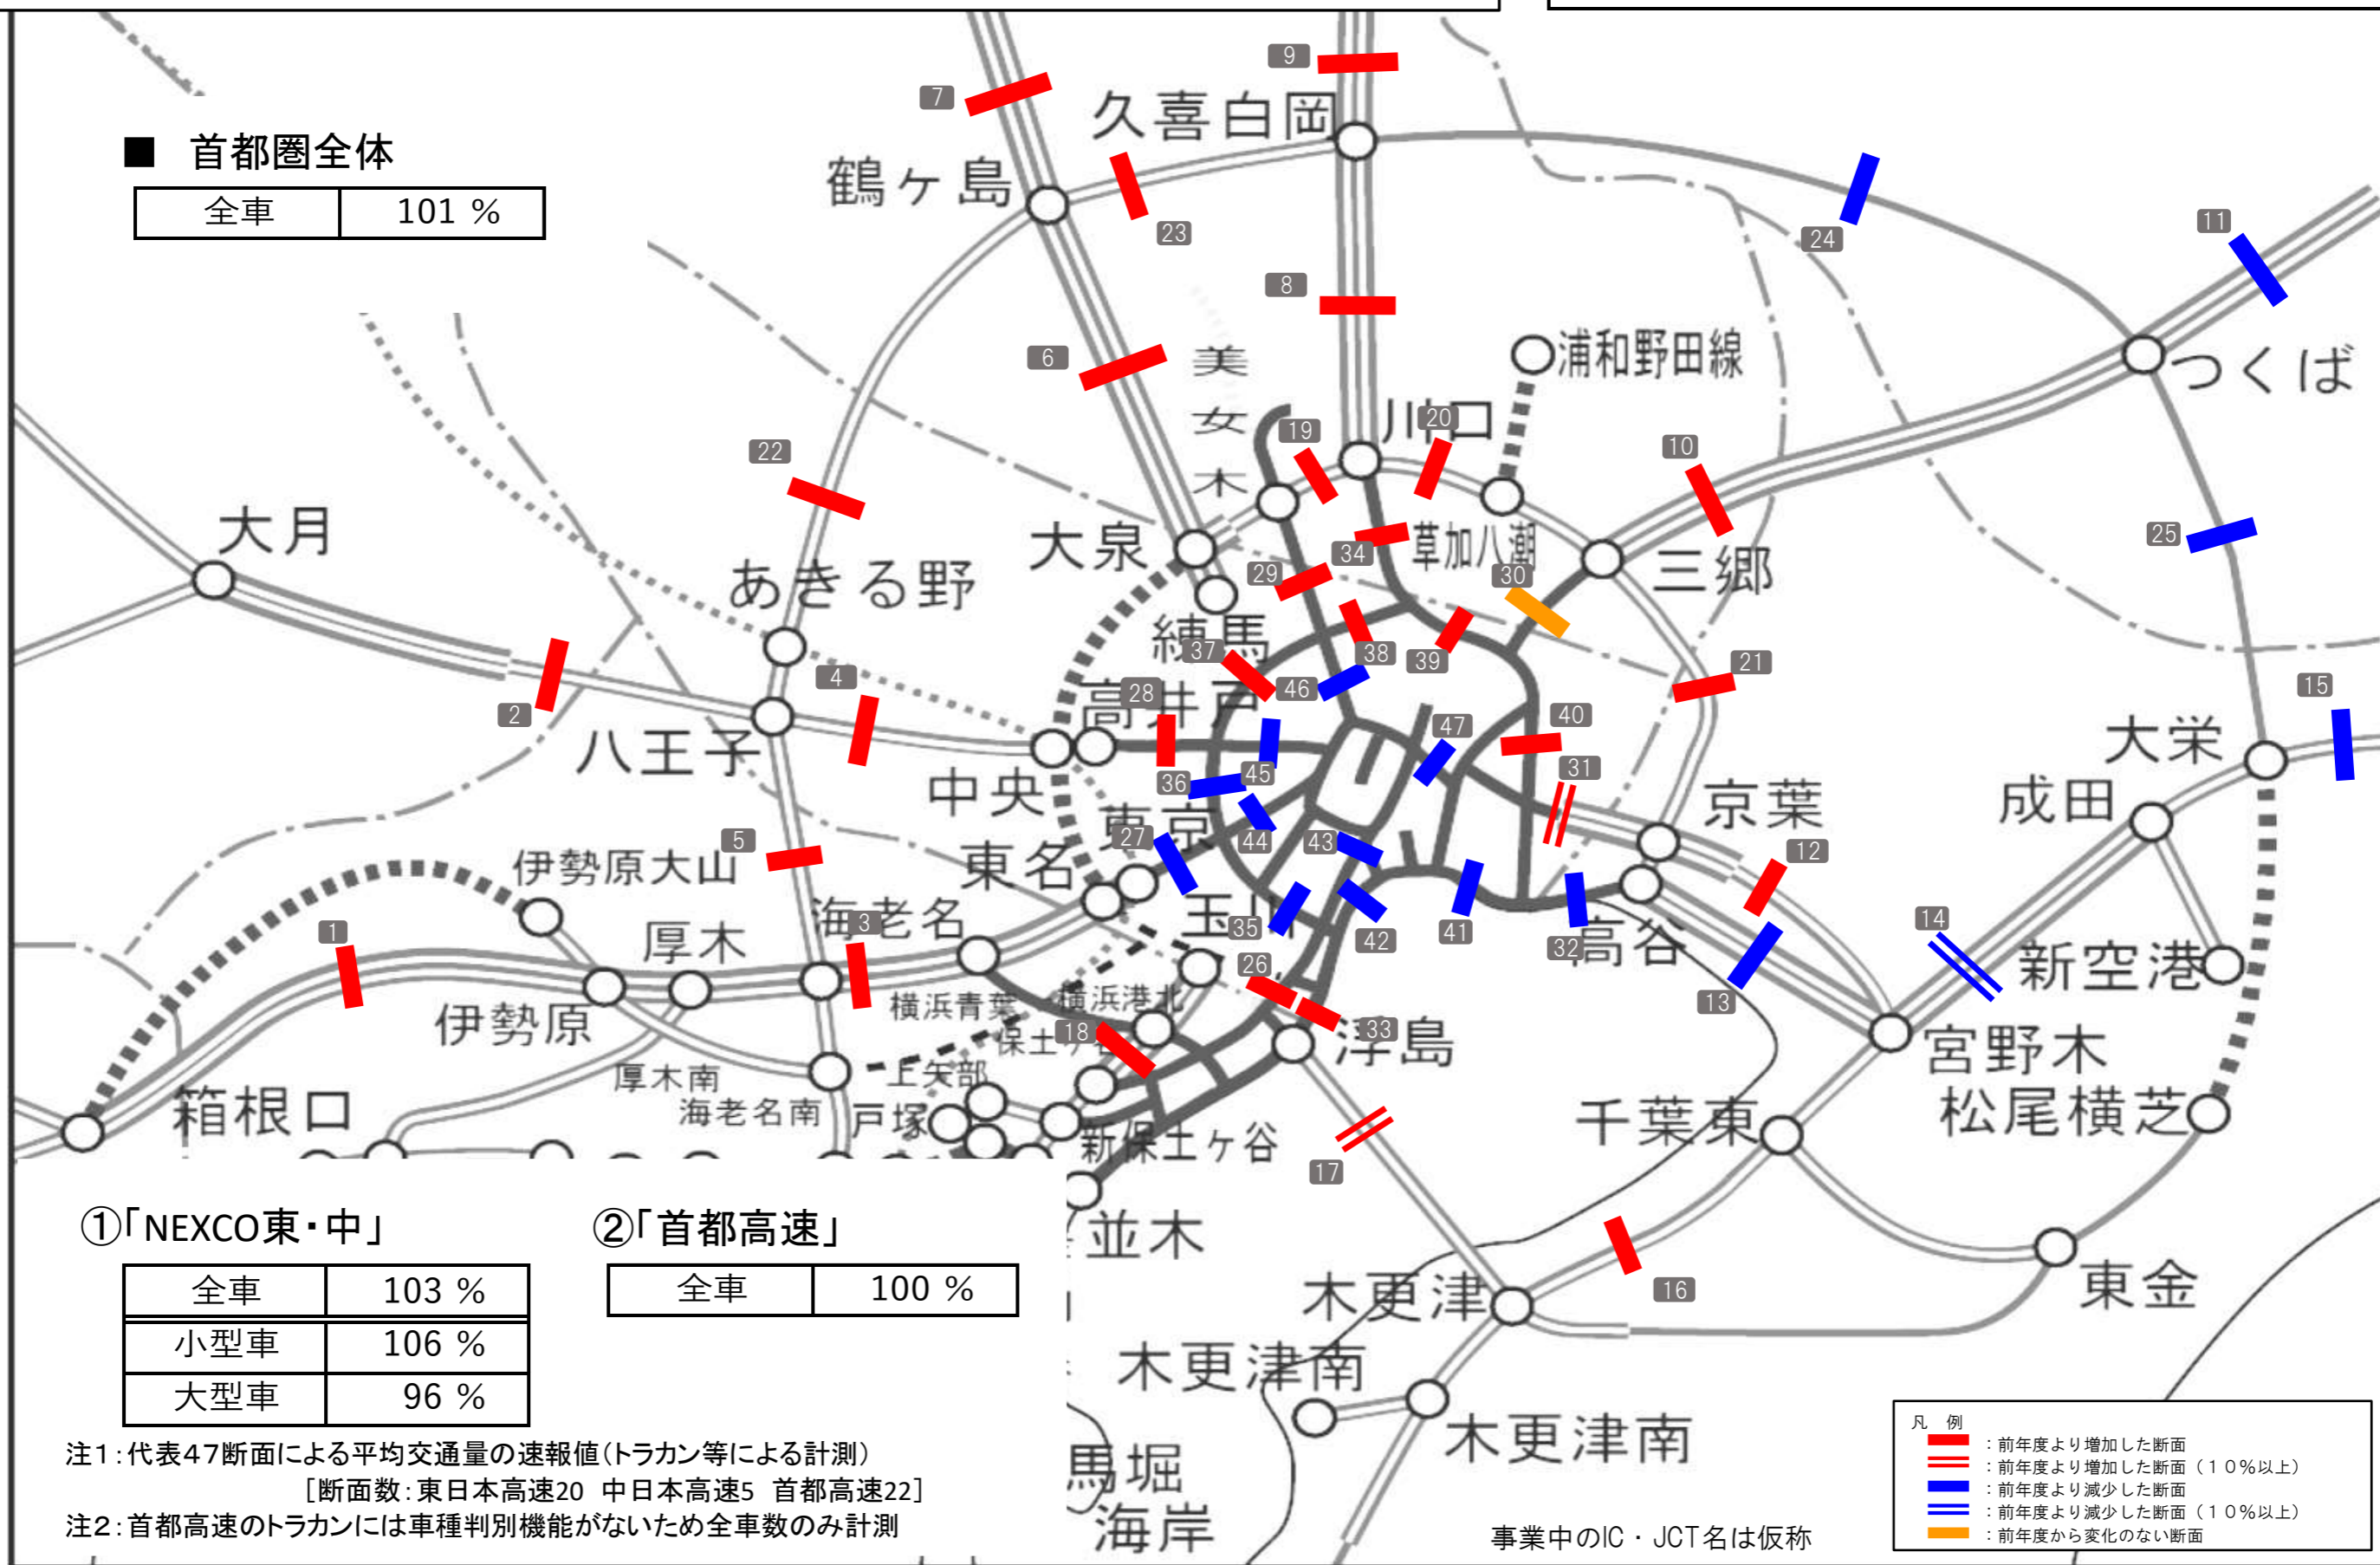 9
7
久喜白岡
■ 首都圏全体
鶴ヶ島
全車 101 %
23
24
11
8
6
美女木
浦和野田線
つくば
川口
20
19
10
22
大月
大泉
34
草加八潮
三郷
25
あきる野
29
30
練馬
37
38
39
21
4
28
46
15
2
高井戸
47
40
大栄
八王子
31
中央
36
45
京葉
成田
5
東京
27
44
43
12
伊勢原大山
東名
14
1
厚木
3
海老名
玉川
35
42
41
32
高谷
新空港
26
13
伊勢原
横浜青葉
横浜港北
18
保土ヶ谷
33
浮島
宮野木
厚木南
上矢部
箱根口
海老名南
戸塚
千葉東
松尾横芝
新保土ヶ谷
17
①「NEXCO東・中」
②「首都高速」
並木
全車 103 %
全車 100 %
16
木更津
東金
小型車 106 %
木更津南
大型車 96 %
木更津南
凡 例
：前年度より増加した断面
注１：代表４７断面による平均交通量の速報値（トラカン等による計測）
馬堀
：前年度より増加した断面（１０％以上）
［断面数：東日本高速20 中日本高速5 首都高速22］
：前年度より減少した断面
海岸
：前年度より減少した断面（１０％以上）
注２：首都高速のトラカンには車種判別機能がないため全車数のみ計測
事業中のIC・JCT名は仮称
：前年度から変化のない断面